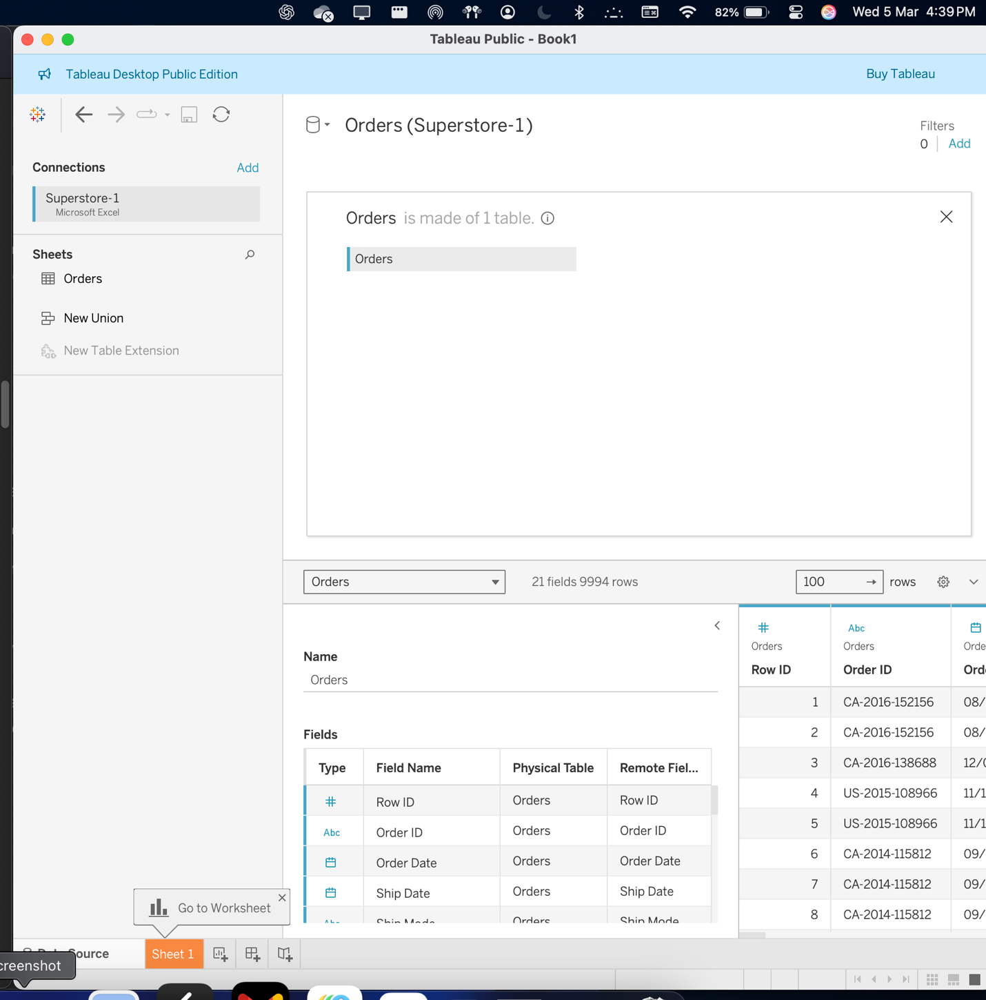 82% Wed 5 Mar 4:39 PM
Tableau Public - Book1
Tableau Desktop Public Edition
Buy Tableau
Connections
Add
Superstore-1
Microsoft Excel
Sheets
Orders
New Union
New Table Extension
Orders (Superstore-1)
Filters
0 Add
Orders is made of 1 table.
Orders
Orders
21 fields 9994 rows
100 rows
Name
Orders
Fields
Type Field Name Physical Table Remote Fiel...
Row ID Orders Row ID
Abc Order ID Orders Order ID
Order Date Orders Order Date
Ship Date Orders Ship Date
Abc Ship Mode Orders Ship Mode
Abc
Orders Orders Orde
Row ID Order ID Ord
1 CA-2016-152156 08/
2 CA-2016-152156 08/
3 CA-2016-138688 12/0
4 US-2015-108966 11/1
5 US-2015-108966 11/1
6 CA-2014-115812 09/
7 CA-2014-115812 09/
8 CA-2014-115812 09/
Go to Worksheet
Source
Sheet 1
creenshot